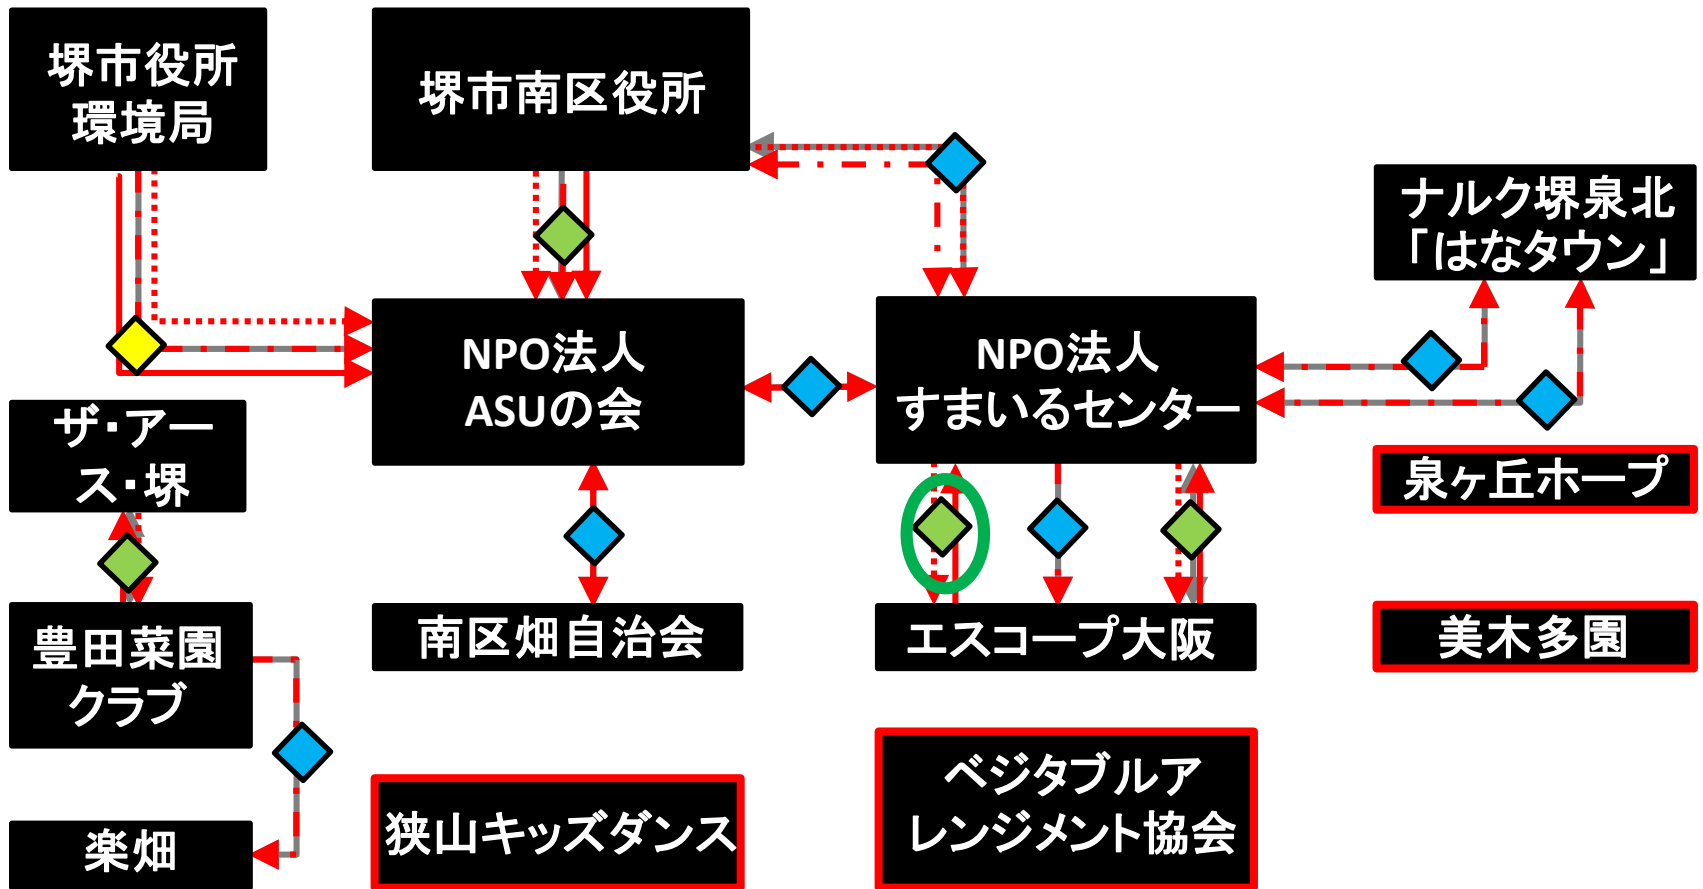 堺市役所
環境局
堺市南区役所
ナルク堺泉北
「はなタウン」
NPO法人
ASUの会
NPO法人
すまいるセンター
ザ・アー
ス・堺
泉ヶ丘ホープ
豊田菜園
クラブ
南区畑自治会
エスコープ大阪
美木多園
楽畑
狭山キッズダンス
ベジタブルア
レンジメント協会